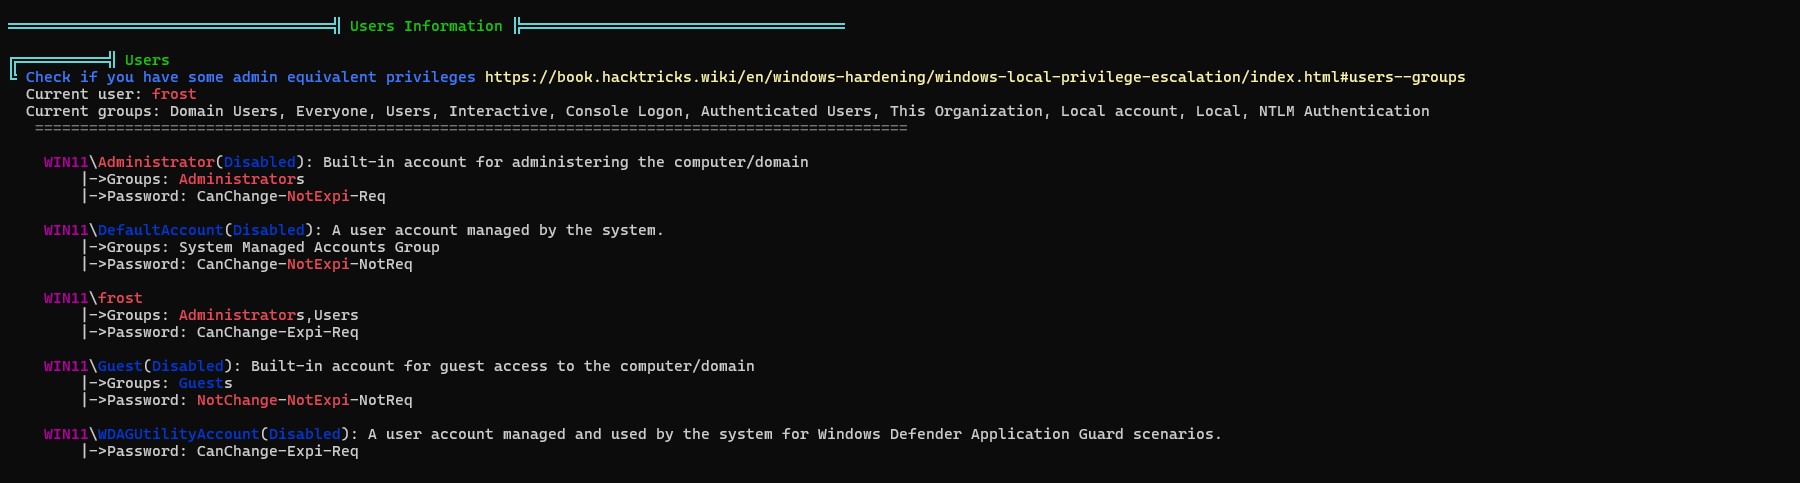 Users Information
Users
Check if you have some admin equivalent privileges https://book.hacktricks.wiki/en/windows-hardening/windows-local-privilege-escalation/index.html#users--groups
Current user: frost
Current groups: Domain Users, Everyone, Users, Interactive, Console Logon, Authenticated Users, This Organization, Local account, Local, NTLM Authentication
=================================================================================================
WIN11\Administrator(Disabled): Built-in account for administering the computer/domain
|->Groups: Administrators
|->Password: CanChange-NotExpi-Req
WIN11\DefaultAccount(Disabled): A user account managed by the system.
|->Groups: System Managed Accounts Group
|->Password: CanChange-NotExpi-NotReq
WIN11\frost
|->Groups: Administrators,Users
|->Password: CanChange-Expi-Req
WIN11\Guest(Disabled): Built-in account for guest access to the computer/domain
|->Groups: Guests
|->Password: NotChange-NotExpi-NotReq
WIN11\WDAGUtilityAccount(Disabled): A user account managed and used by the system for Windows Defender Application Guard scenarios.
|->Password: CanChange-Expi-Req